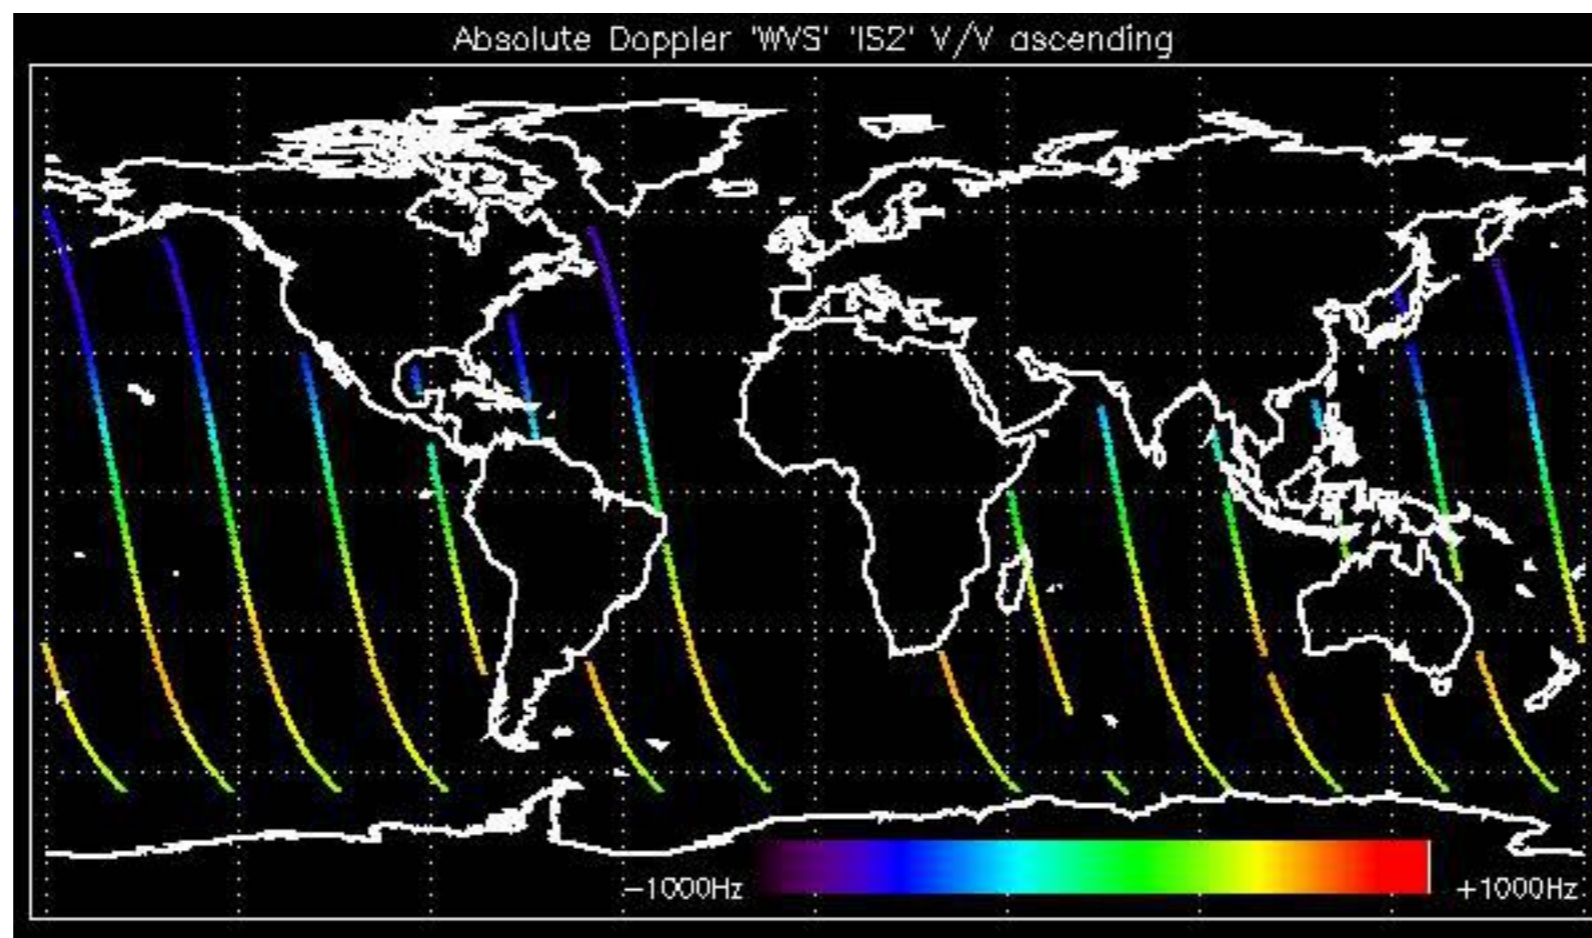 Absolute Doppler 'WVS' 'IS2' V/V ascending
−1000Hz +1000Hz